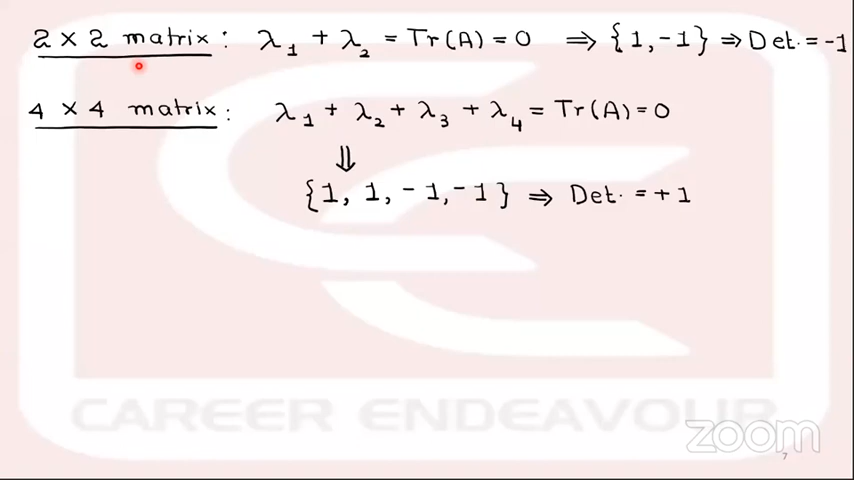 2 × 2 matrix : λ₁ + λ₂ = Tr(A) = 0 ⇒ {1, -1} ⇒ Det. = -1
4 × 4 matrix : λ₁ + λ₂ + λ₃ + λ₄ = Tr(A) = 0
⇓
{1, 1, -1, -1} ⇒ Det. = +1
CAREER ENDEAVOUR
zoom
7